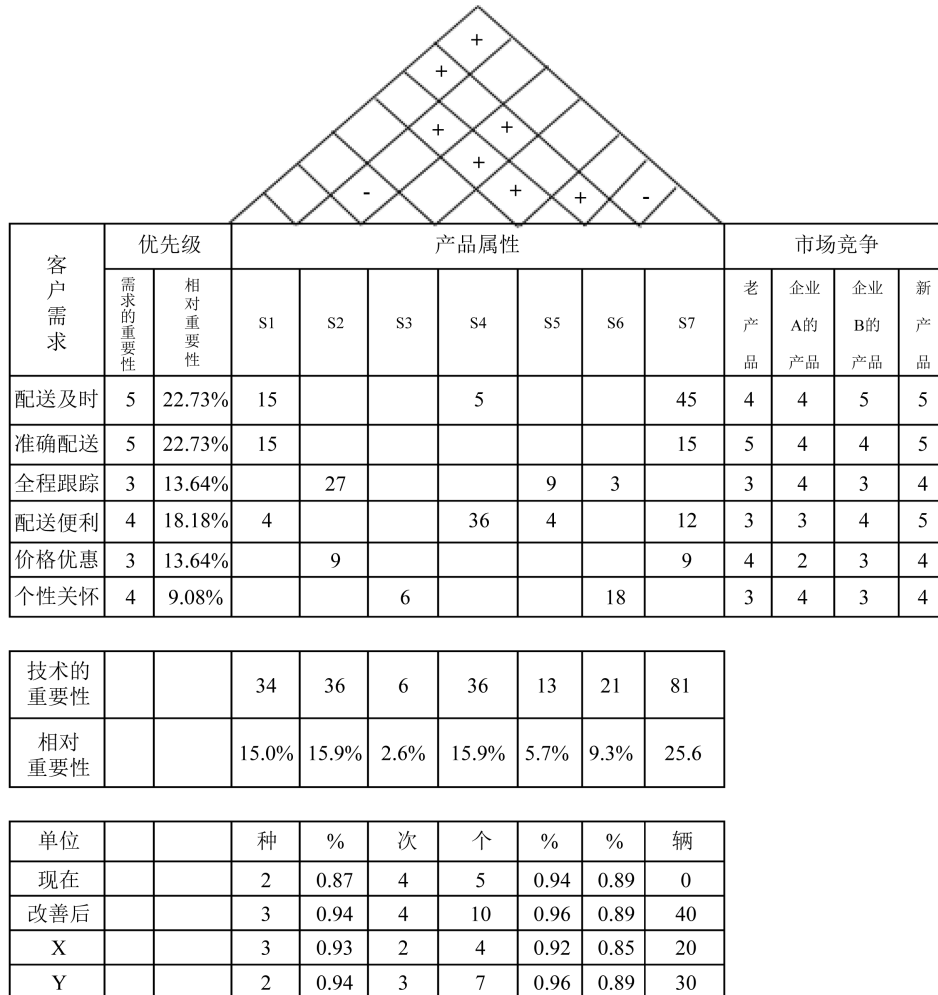 +
+
+ +
+
- + + -
客户需求 优先级 产品属性 市场竞争
需求的重要性 相对重要性 S1 S2 S3 S4 S5 S6 S7 老产品 企业A的产品 企业B的产品 新产品
配送及时 5 22.73% 15 5 45 4 4 5 5
准确配送 5 22.73% 15 15 5 4 4 5
全程跟踪 3 13.64% 27 9 3 3 4 3 4
配送便利 4 18.18% 4 36 4 12 3 3 4 5
价格优惠 3 13.64% 9 9 4 2 3 4
个性关怀 4 9.08% 6 18 3 4 3 4
技术的重要性 34 36 6 36 13 21 81
相对重要性 15.0% 15.9% 2.6% 15.9% 5.7% 9.3% 25.6
单位 种 % 次 个 % % 辆
现在 2 0.87 4 5 0.94 0.89 0
改善后 3 0.94 4 10 0.96 0.89 40
X 3 0.93 2 4 0.92 0.85 20
Y 2 0.94 3 7 0.96 0.89 30